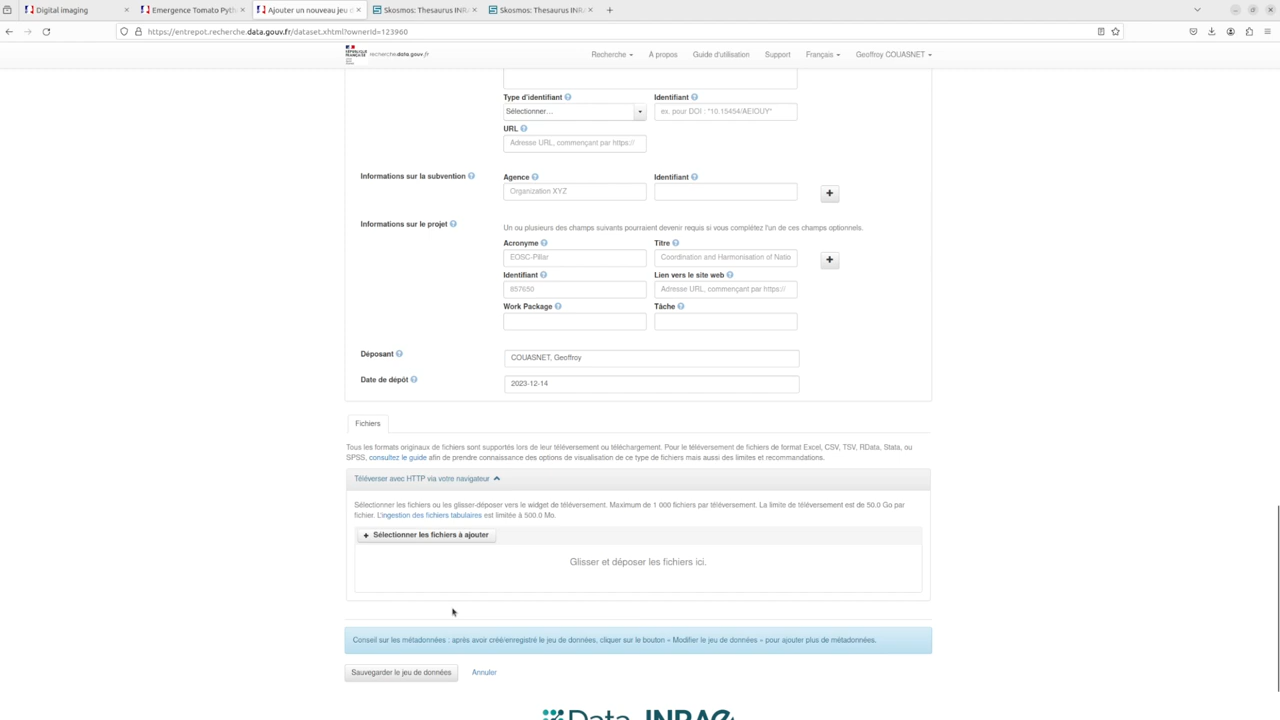 Digital imaging
Emergence Tomato Pyth
Ajouter un nouveau jeu d
Skosmos: Thesaurus INRA
Skosmos: Thesaurus INRA
https://entrepot.recherche.data.gouv.fr/dataset.xhtml?ownerId=123960
recherche.data.gouv.fr
Recherche
A propos
Guide d'utilisation
Support
Français
Geoffroy COUASNET
Type d'identifiant
Identifiant
Sélectionner...
ex. pour DOI : "10.15454/AEIOUY"
URL
Adresse URL, commençant par https://
Informations sur la subvention
Agence
Identifiant
Organization XYZ
Informations sur le projet
Un ou plusieurs des champs suivants pourraient devenir requis si vous complétez l'un de ces champs optionnels.
Acronyme
Titre
EOSC-Pillar
Coordination and Harmonisation of Natio
Identifiant
Lien vers le site web
857650
Adresse URL, commençant par https://
Work Package
Tâche
Déposant
COUASNET, Geoffroy
Date de dépôt
2023-12-14
Fichiers
Tous les formats originaux de fichiers sont supportés lors de leur téléversement ou téléchargement. Pour le téléversement de fichiers de format Excel, CSV, TSV, RData, Stata, ou
SPSS, consultez le guide afin de prendre connaissance des options de visualisation de ce type de fichiers mais aussi des limites et recommandations.
Téléverser avec HTTP via votre navigateur
Sélectionner les fichiers ou les glisser-déposer vers le widget de téléversement. Maximum de 1 000 fichiers par téléversement. La limite de téléversement est de 50.0 Go par
fichier. L'ingestion des fichiers tabulaires est limitée à 500.0 Mo.
+ Sélectionner les fichiers à ajouter
Glisser et déposer les fichiers ici.
Conseil sur les métadonnées : après avoir créé/enregistré le jeu de données, cliquer sur le bouton « Modifier le jeu de données » pour ajouter plus de métadonnées.
Sauvegarder le jeu de données
Annuler
Data INRAE